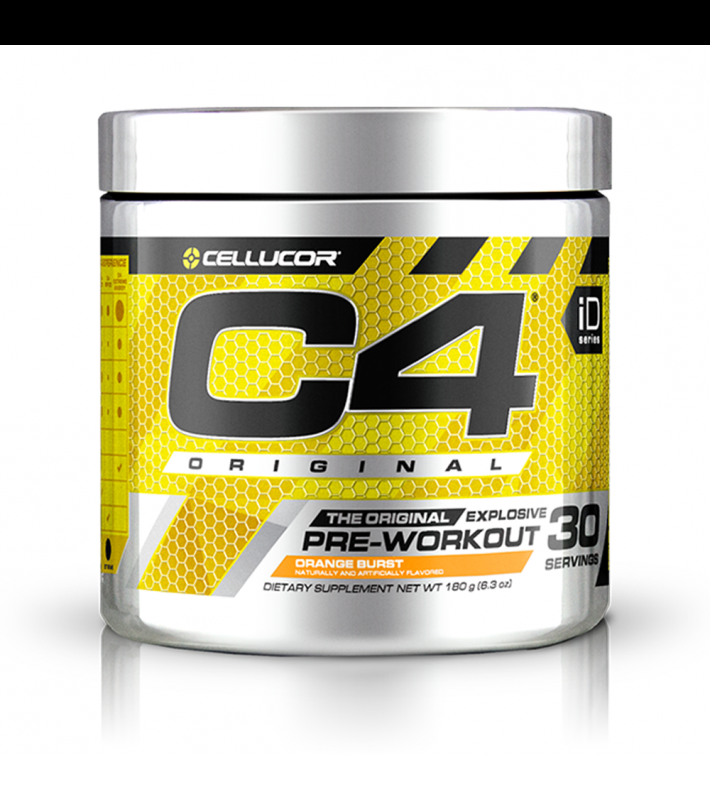 CELLUCOR®
C4®
iD
series
ORIGINAL
THE ORIGINAL EXPLOSIVE
PRE-WORKOUT
30
SERVINGS
ORANGE BURST
NATURALLY AND ARTIFICIALLY FLAVORED
DIETARY SUPPLEMENT NET WT 180 g (6.3 oz)